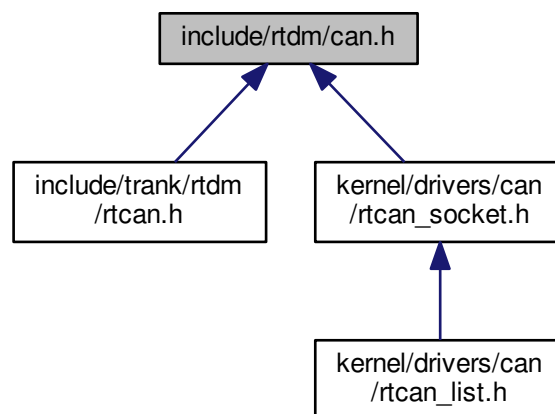 include/rtdm/can.h
include/trank/rtdm
/rtcan.h
kernel/drivers/can
/rtcan_socket.h
kernel/drivers/can
/rtcan_list.h